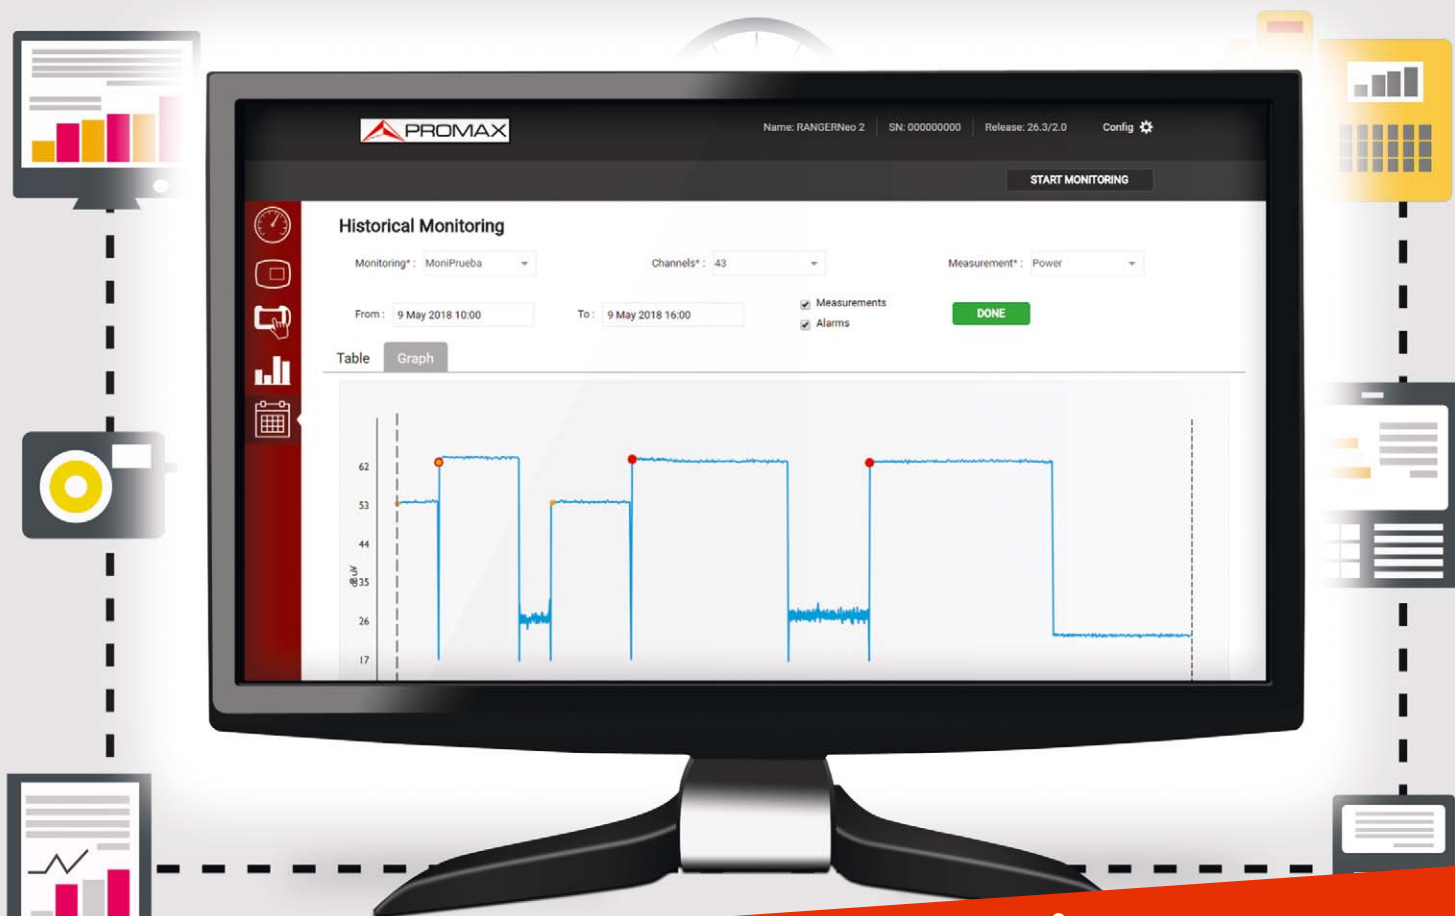 PROMAX
Name: RANGERNeo 2 SN: 000000000 Release: 26.3/2.0 Config
START MONITORING
Historical Monitoring
Monitoring* : MoniPrueba Channels* : 43 Measurement* : Power
From : 9 May 2018 10:00 To : 9 May 2018 16:00 Measurements DONE
Alarms
Table Graph
62
53
44
dBuV
35
26
17